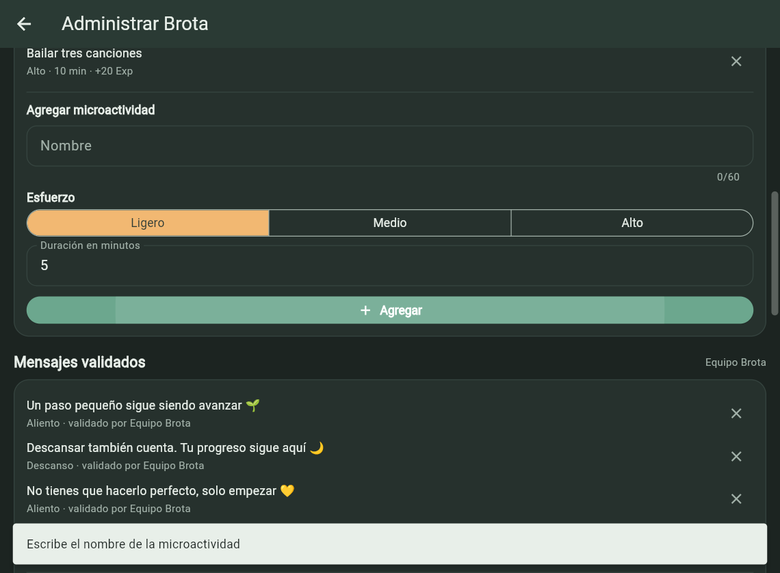 Administrar Brota
Bailar tres canciones
Alto · 10 min · +20 Exp
Agregar microactividad
Nombre
0/60
Esfuerzo
Ligero
Medio
Alto
Duración en minutos
5
+ Agregar
Mensajes validados
Equipo Brota
Un paso pequeño sigue siendo avanzar 🌱
Aliento · validado por Equipo Brota
Descansar también cuenta. Tu progreso sigue aquí 🌙
Descanso · validado por Equipo Brota
No tienes que hacerlo perfecto, solo empezar 💛
Aliento · validado por Equipo Brota
Escribe el nombre de la microactividad